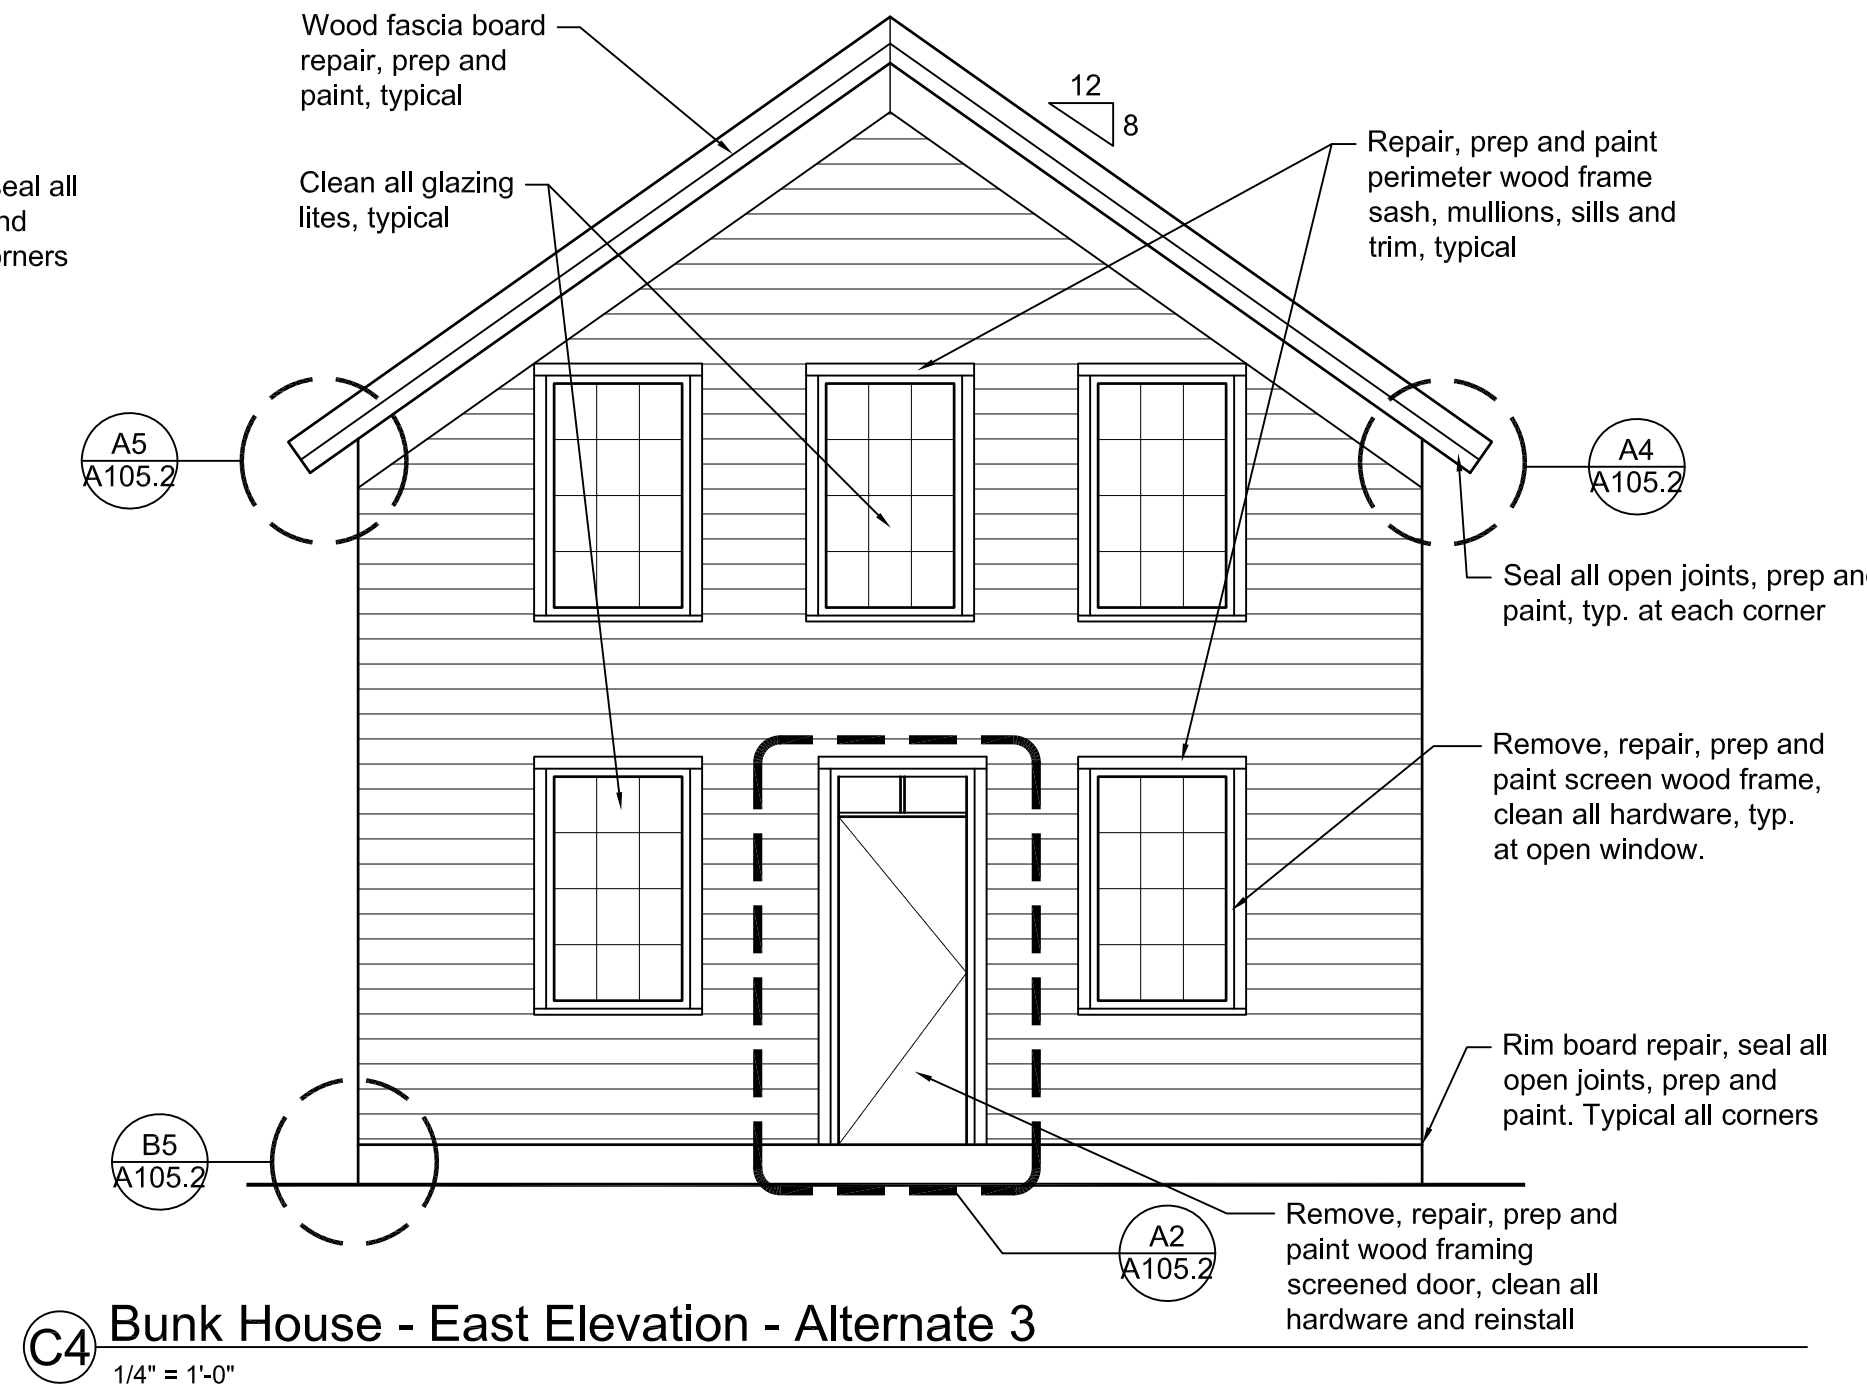 Wood fascia board
repair, prep and
paint, typical
12
8
Repair, prep and paint
perimeter wood frame
sash, mullions, sills and
trim, typical
seal all
nd
orners
Clean all glazing
lites, typical
A5
A105.2
A4
A105.2
Seal all open joints, prep and
paint, typ. at each corner
Remove, repair, prep and
paint screen wood frame,
clean all hardware, typ.
at open window.
Rim board repair, seal all
open joints, prep and
paint. Typical all corners
B5
A105.2
A2
A105.2
Remove, repair, prep and
paint wood framing
screened door, clean all
hardware and reinstall
C4
Bunk House - East Elevation - Alternate 3
1/4" = 1'-0"